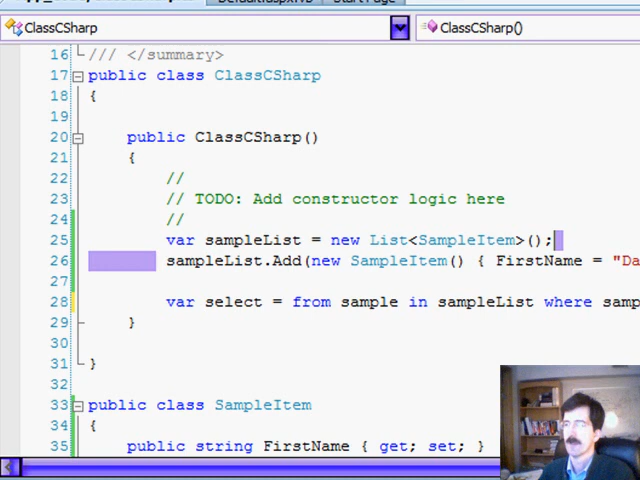 ClassCSharp ClassCSharp()
16 /// </summary>
17 public class ClassCSharp
18 {
19
20 public ClassCSharp()
21 {
22 //
23 // TODO: Add constructor logic here
24 //
25 var sampleList = new List<SampleItem>();
26 sampleList.Add(new SampleItem() { FirstName = "Da
27
28 var select = from sample in sampleList where samp
29 }
30
31 }
32
33 public class SampleItem
34 {
35 public string FirstName { get; set; }